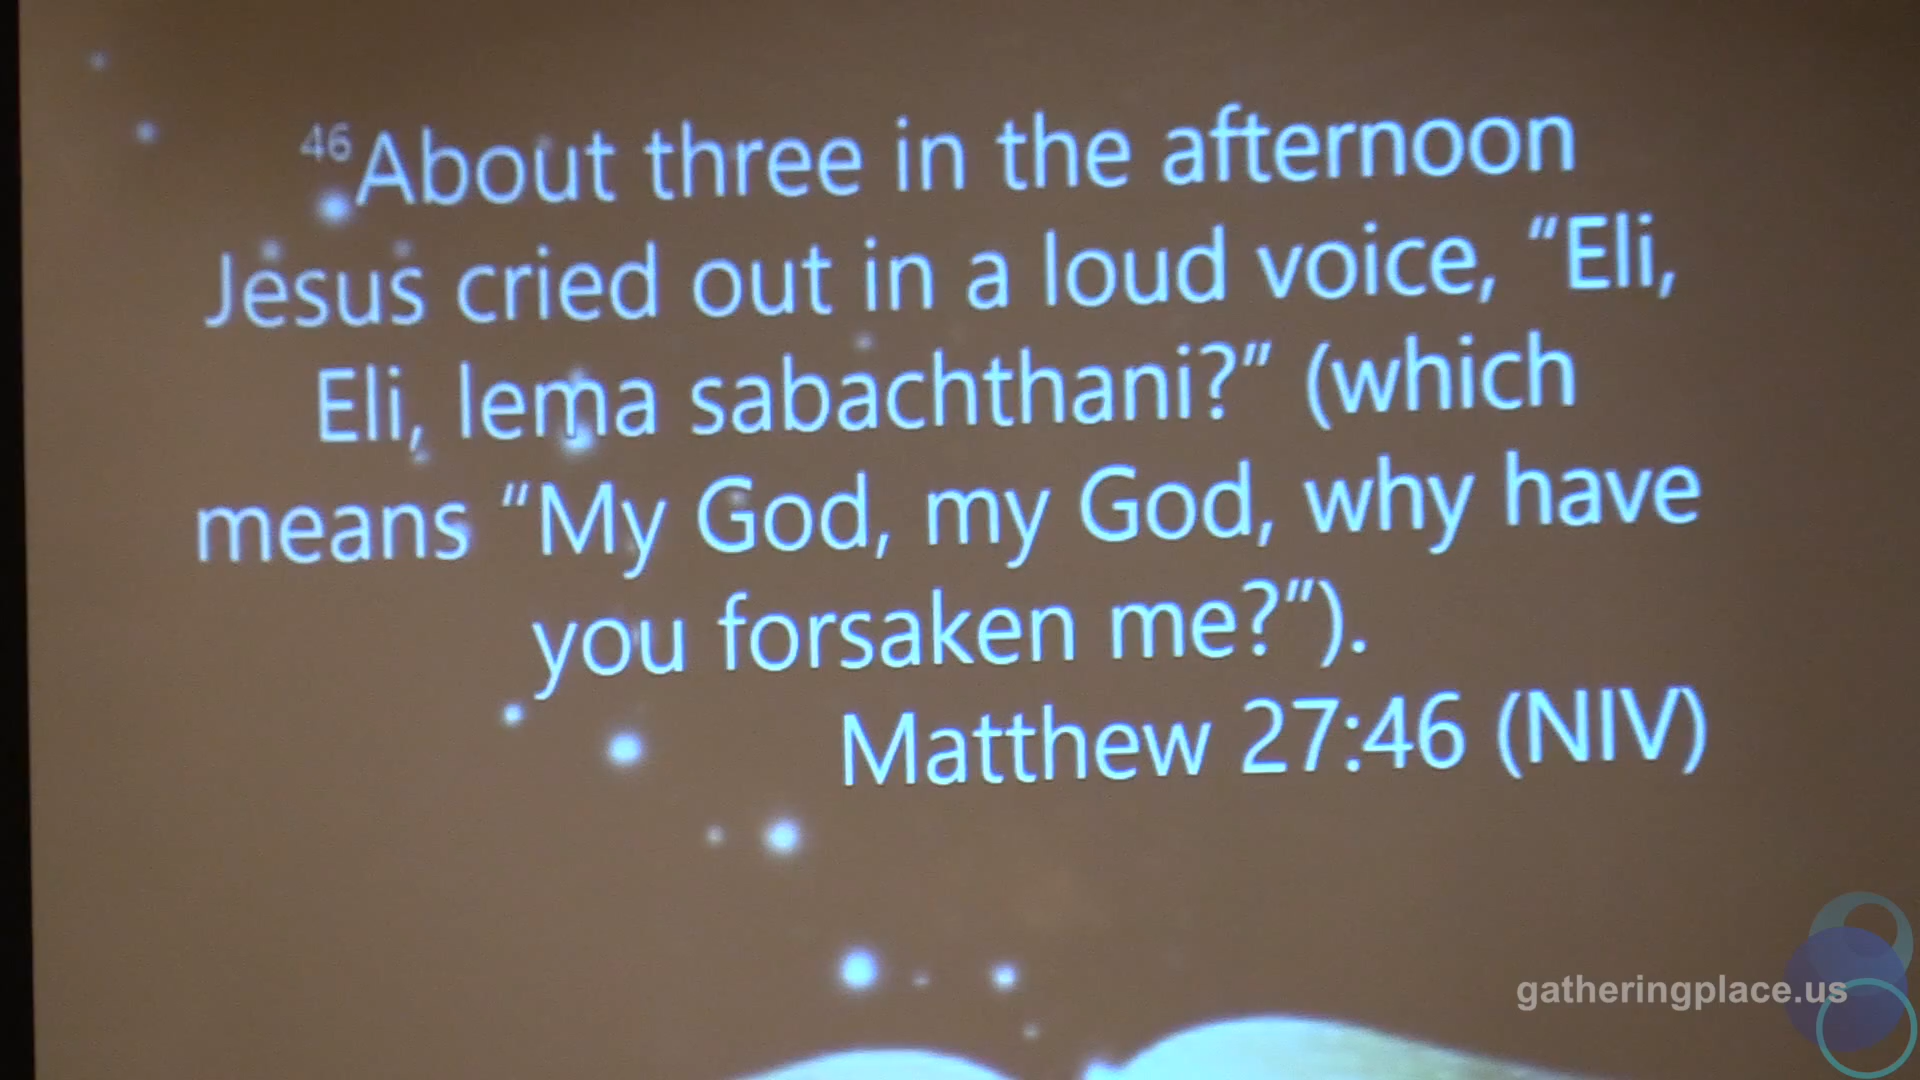 46About three in the afternoon
Jesus cried out in a loud voice, “Eli,
Eli, lema sabachthani?” (which
means “My God, my God, why have
you forsaken me?”).
Matthew 27:46 (NIV)
gatheringplace.us